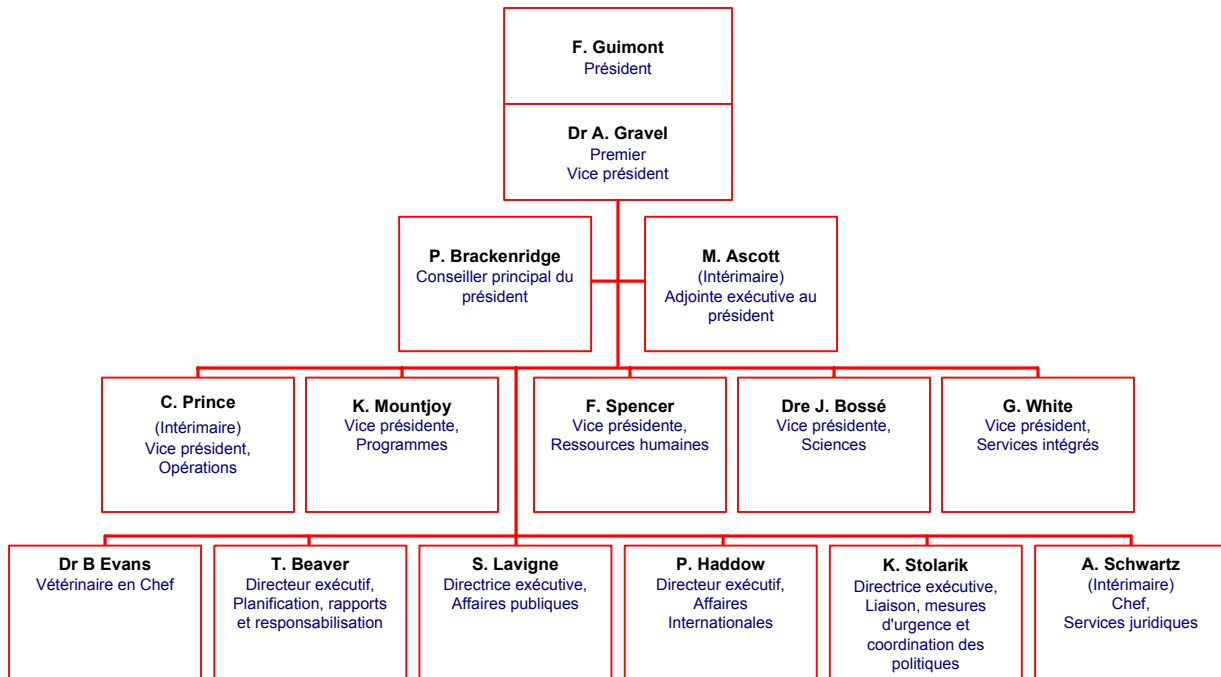 F. Guimont
Président
Dr A. Gravel
Premier
Vice président
P. Brackenridge
Conseiller principal du
président
M. Ascott
(Intérimaire)
Adjointe exécutive au
président
C. Prince
(Intérimaire)
Vice président,
Opérations
K. Mountjoy
Vice présidente,
Programmes
F. Spencer
Vice présidente,
Ressources humaines
Dre J. Bossé
Vice présidente,
Sciences
G. White
Vice président,
Services intégrés
Dr B Evans
Vétérinaire en Chef
T. Beaver
Directeur exécutif,
Planification, rapports
et responsabilisation
S. Lavigne
Directrice exécutive,
Affaires publiques
P. Haddow
Directeur exécutif,
Affaires
Internationales
K. Stolarik
Directrice exécutive,
Liaison, mesures
d'urgence et
coordination des
politiques
A. Schwartz
(Intérimaire)
Chef,
Services juridiques